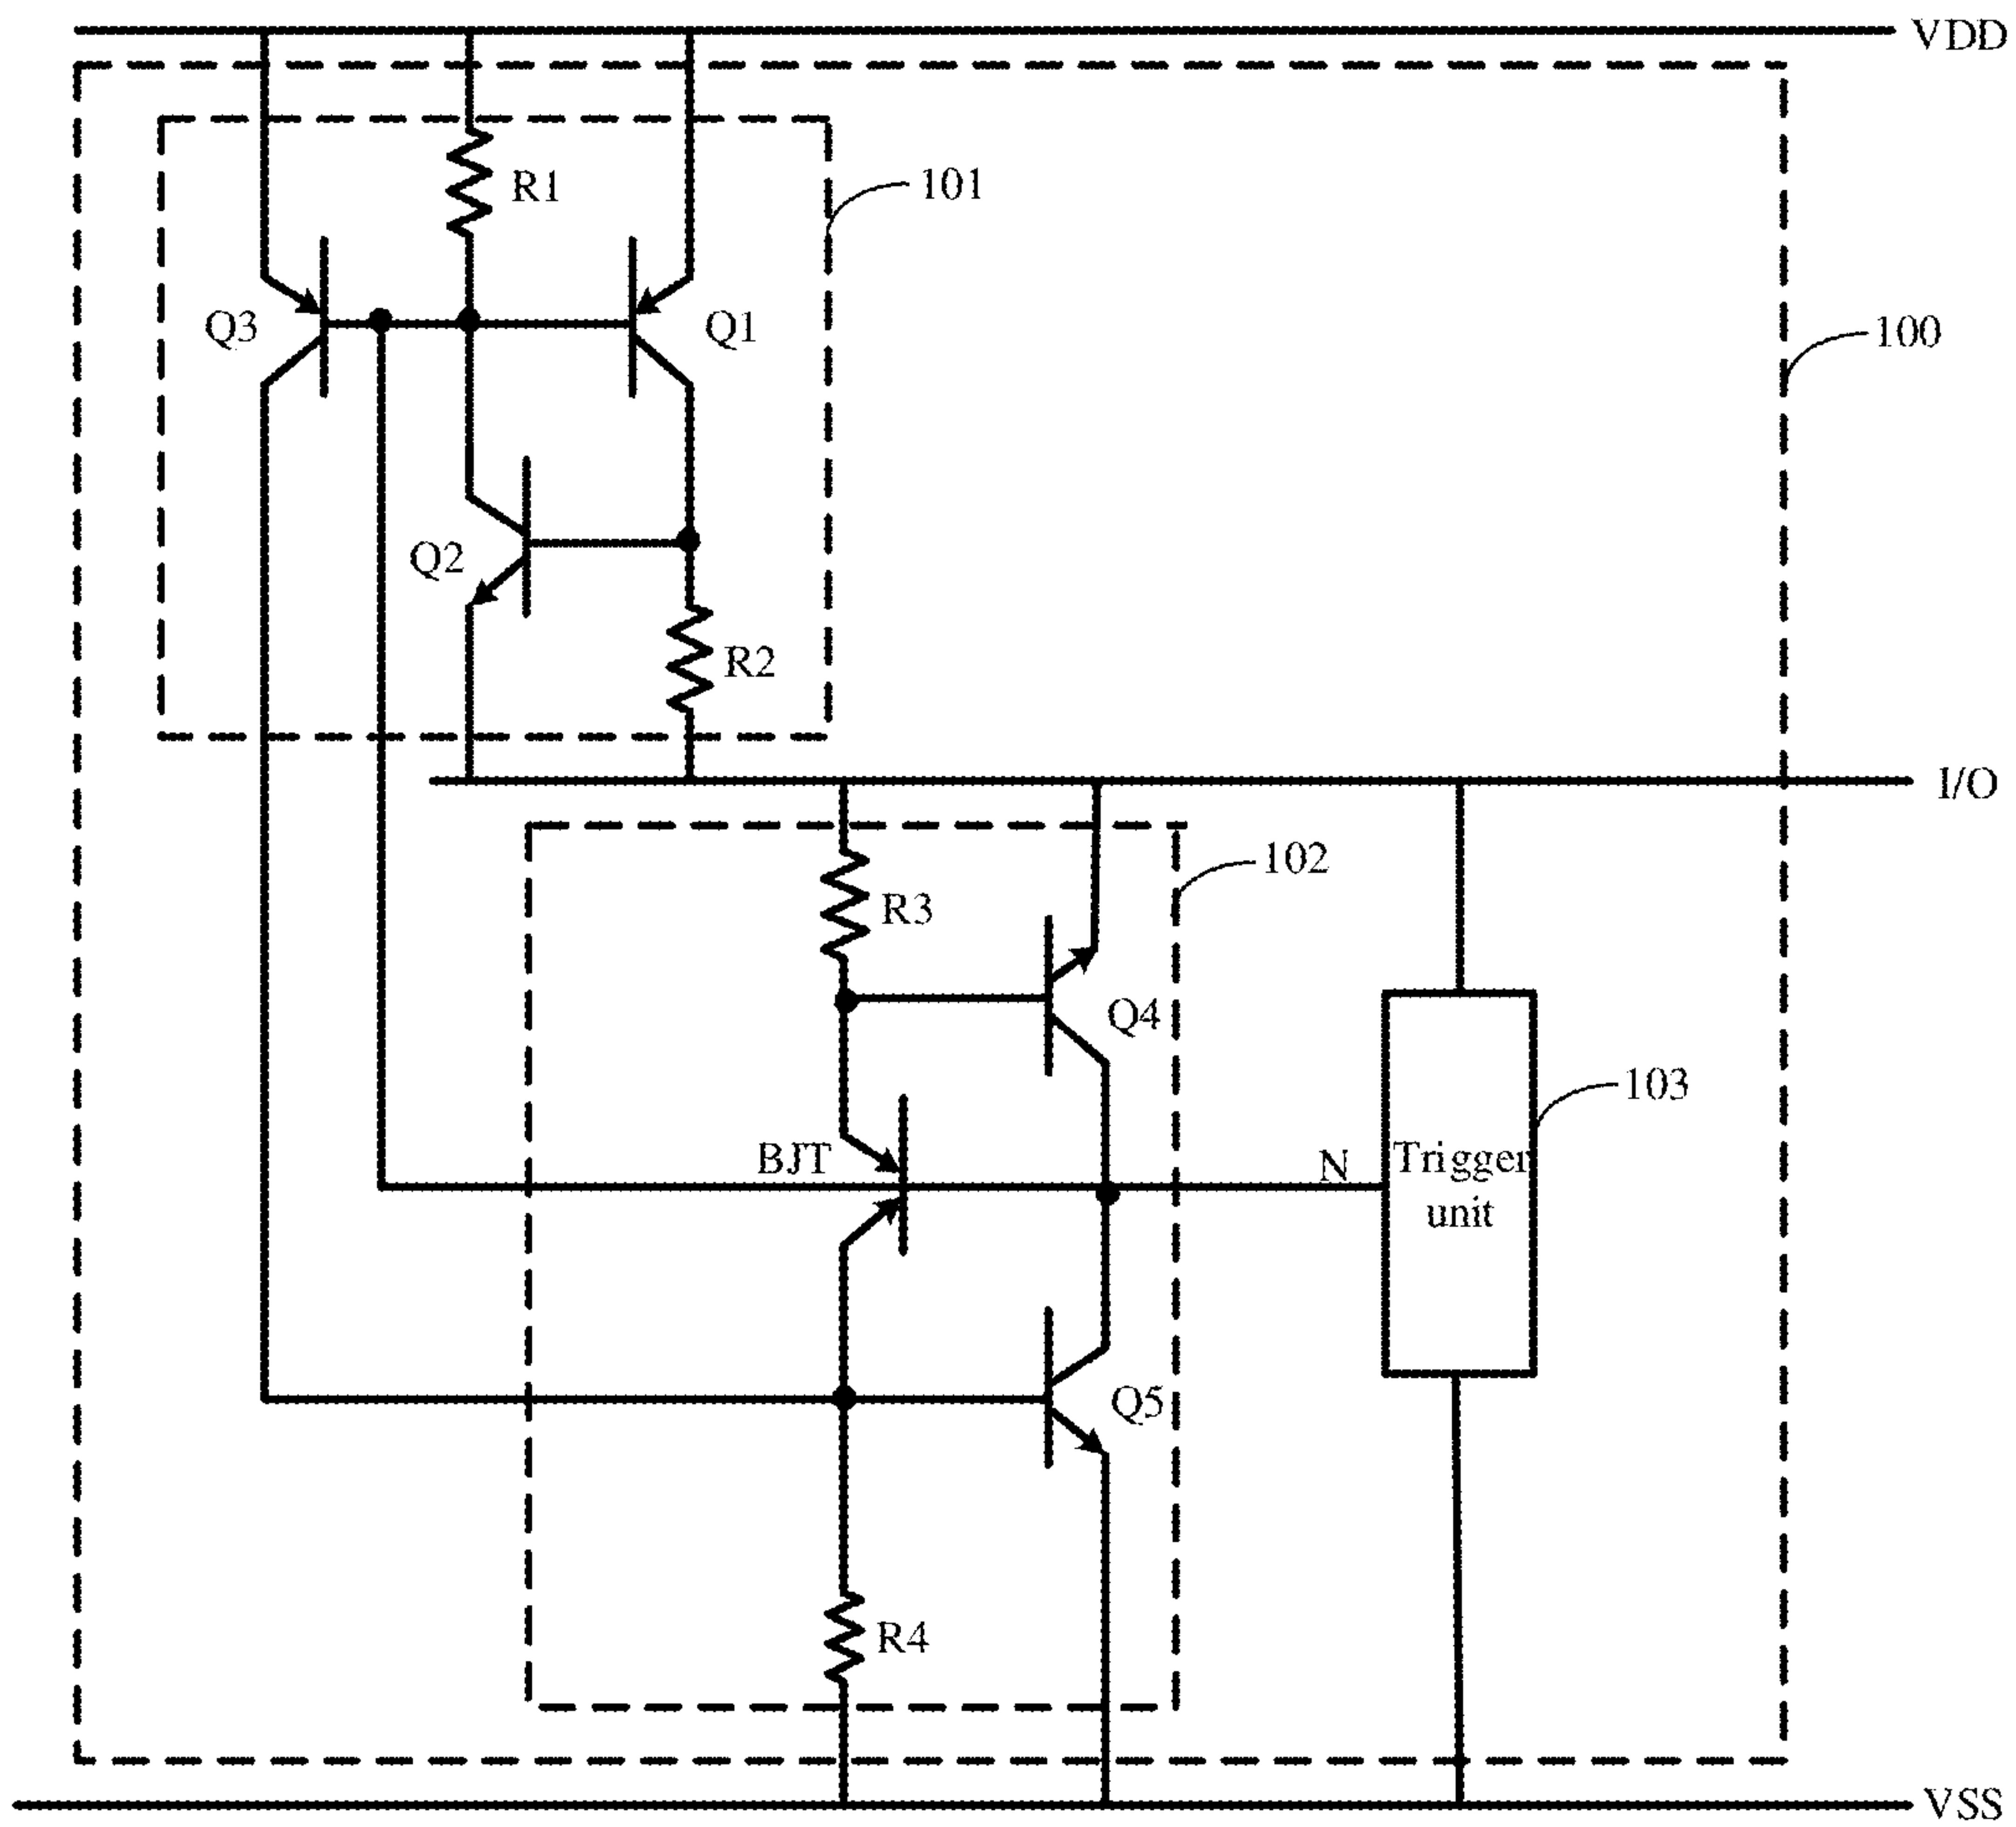 VDD
R1
101
Q3
Q1
100
Q2
R2
I/O
102
R3
Q4
103
BJT
N
Trigger
unit
Q5
R4
VSS